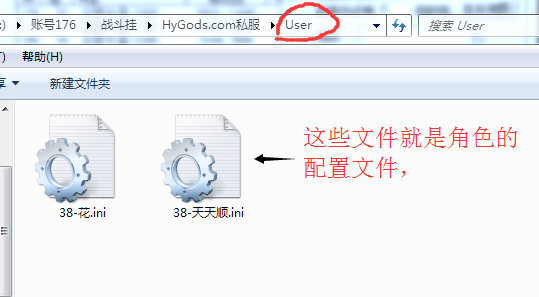 :) ▸ 账号176 ▸ 战斗挂 ▸ HyGods.com私服 ▸ User
搜索 User
T) 帮助(H)
享 新建文件夹
这些文件就是角色的
配置文件，
38-花.ini
38-天天顺.ini